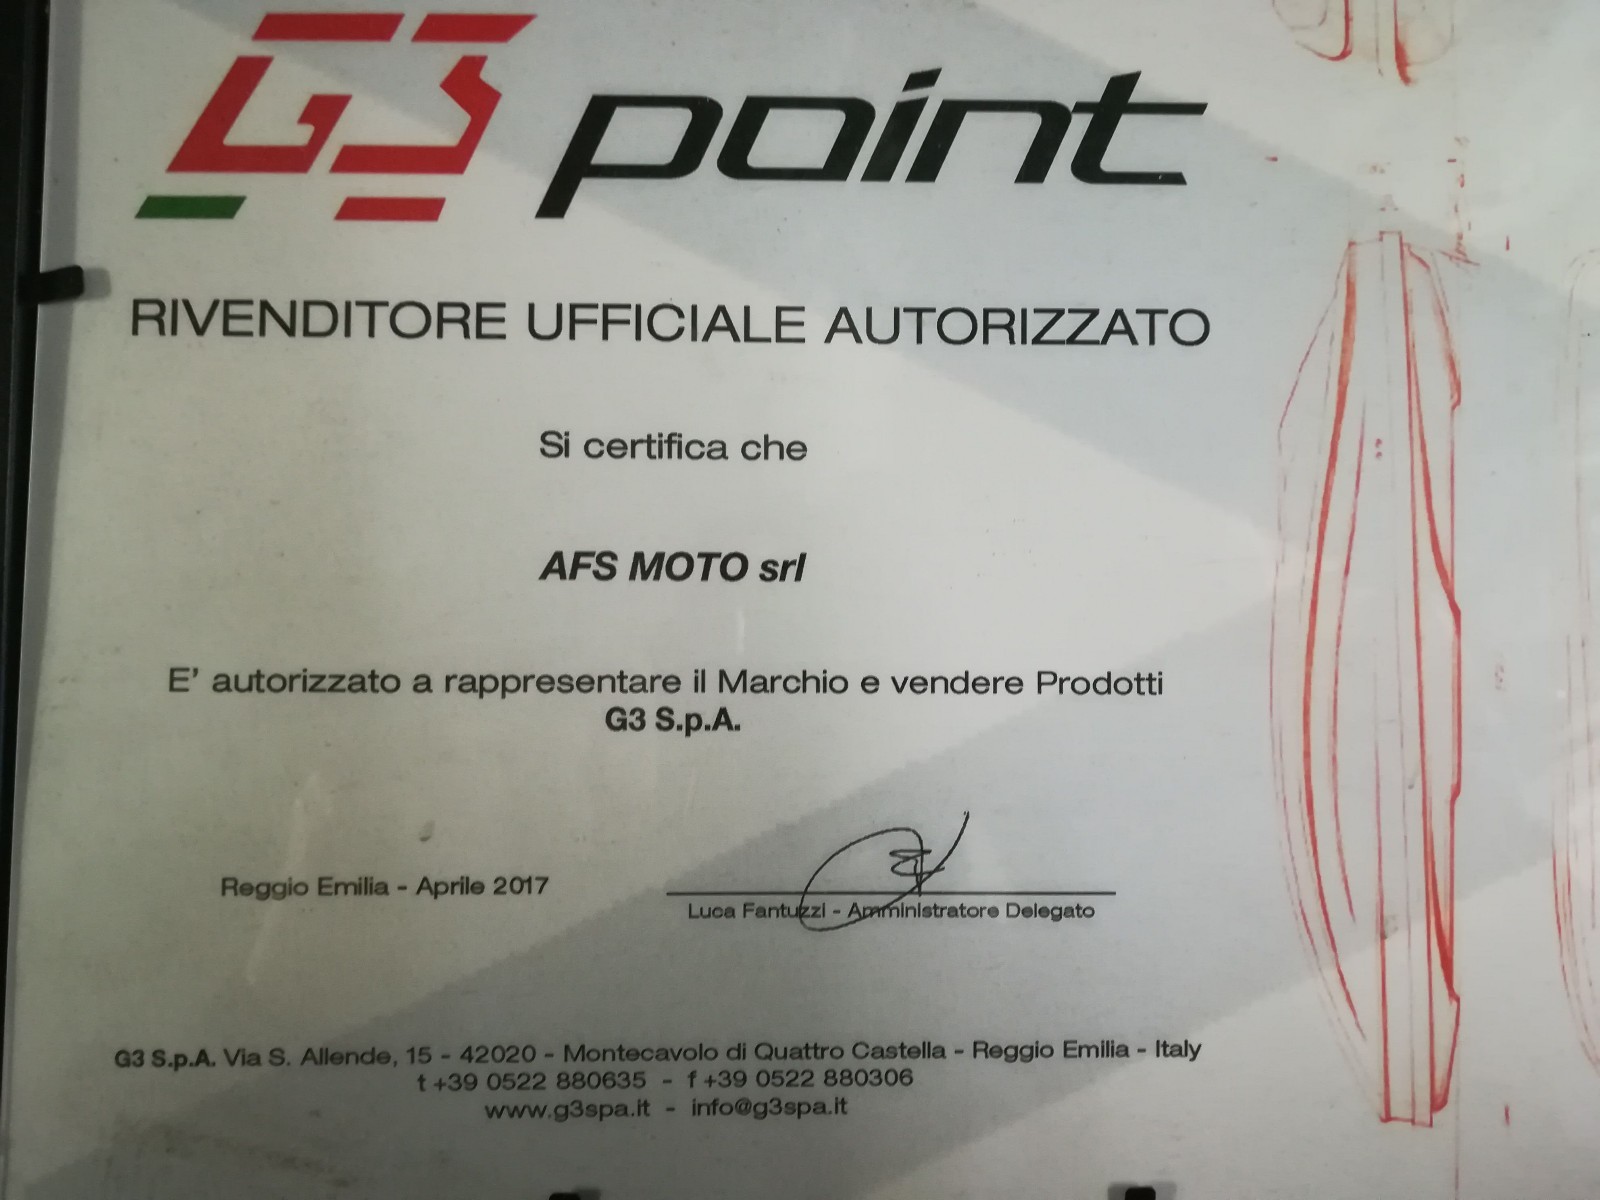 G3 point
RIVENDITORE UFFICIALE AUTORIZZATO
Si certifica che
AFS MOTO srl
E' autorizzato a rappresentare il Marchio e vendere Prodotti
G3 S.p.A.
Reggio Emilia - Aprile 2017
Luca Fantuzzi - Amministratore Delegato
G3 S.p.A. Via S. Allende, 15 - 42020 - Montecavolo di Quattro Castella - Reggio Emilia - Italy
t +39 0522 880635 - f +39 0522 880306
www.g3spa.it - info@g3spa.it